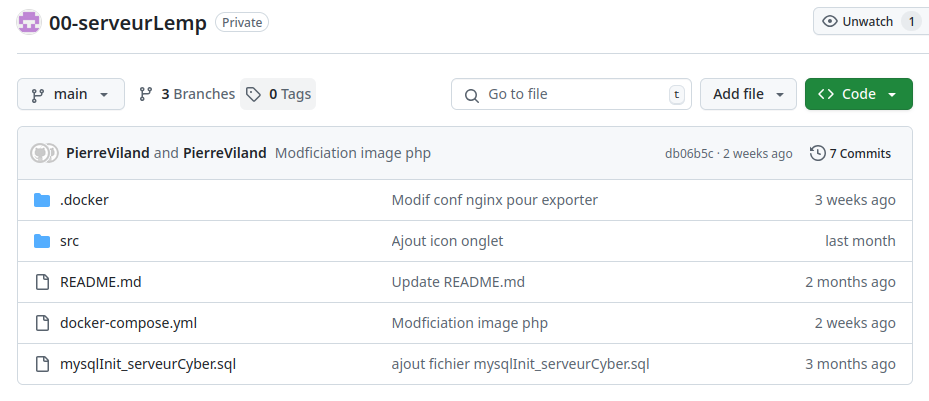 00-serveurLemp Private Unwatch 1
main 3 Branches 0 Tags Go to file t Add file Code
PierreViland and PierreViland Modficiation image php db06b5c · 2 weeks ago 7 Commits
.docker Modif conf nginx pour exporter 3 weeks ago
src Ajout icon onglet last month
README.md Update README.md 2 months ago
docker-compose.yml Modficiation image php 2 weeks ago
mysqlInit_serveurCyber.sql ajout fichier mysqlInit_serveurCyber.sql 3 months ago